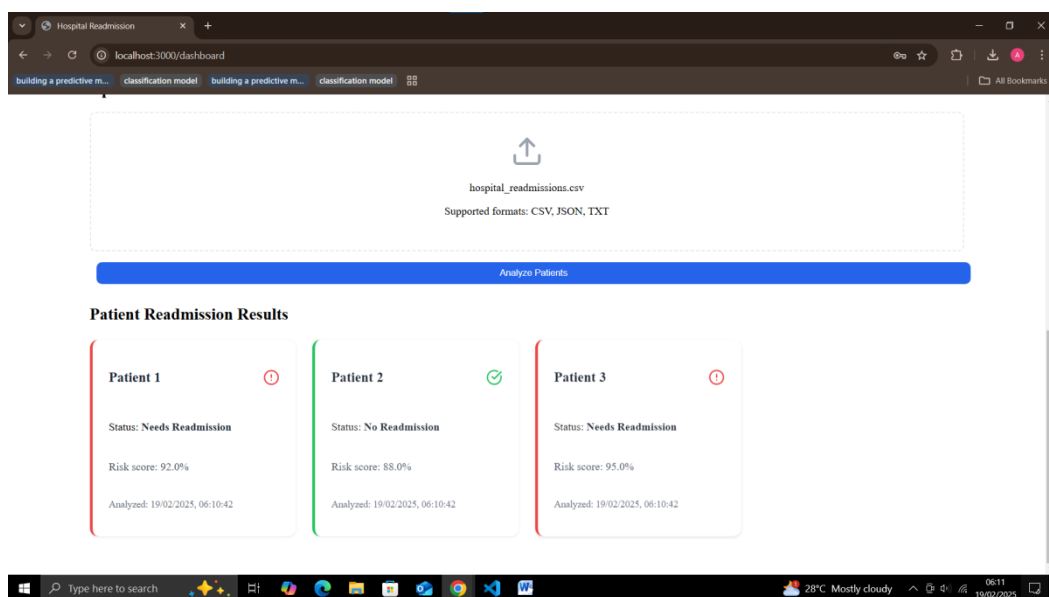 Hospital Readmission
localhost:3000/dashboard
A
building a predictive m... classification model building a predictive m... classification model
All Bookmarks
hospital_readmissions.csv
Supported formats: CSV, JSON, TXT
Analyze Patients
Patient Readmission Results
Patient 1
Status: Needs Readmission
Risk score: 92.0%
Analyzed: 19/02/2025, 06:10:42
Patient 2
Status: No Readmission
Risk score: 88.0%
Analyzed: 19/02/2025, 06:10:42
Patient 3
Status: Needs Readmission
Risk score: 95.0%
Analyzed: 19/02/2025, 06:10:42
Type here to search
28°C Mostly cloudy
06:11
19/02/2025